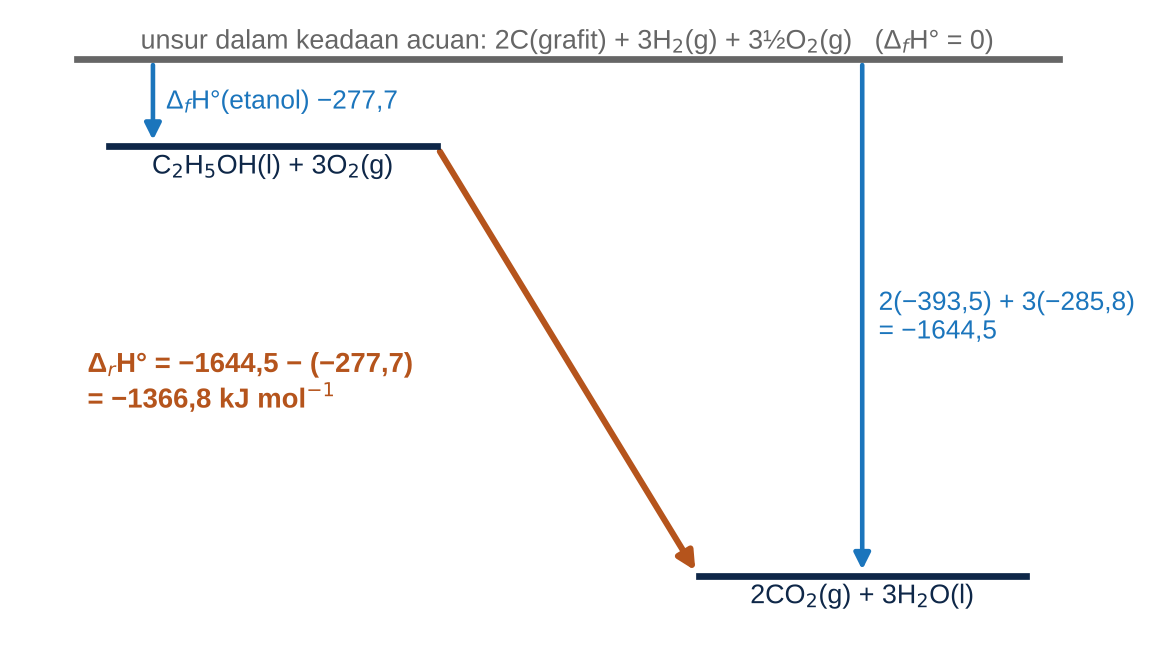 unsur dalam keadaan acuan: 2C(grafit) + 3H₂(g) + 3½O₂(g) (ΔfH° = 0)
ΔfH°(etanol) −277,7
C₂H₅OH(l) + 3O₂(g)
2(−393,5) + 3(−285,8)
= −1644,5
ΔrH° = −1644,5 − (−277,7)
= −1366,8 kJ mol⁻¹
2CO₂(g) + 3H₂O(l)